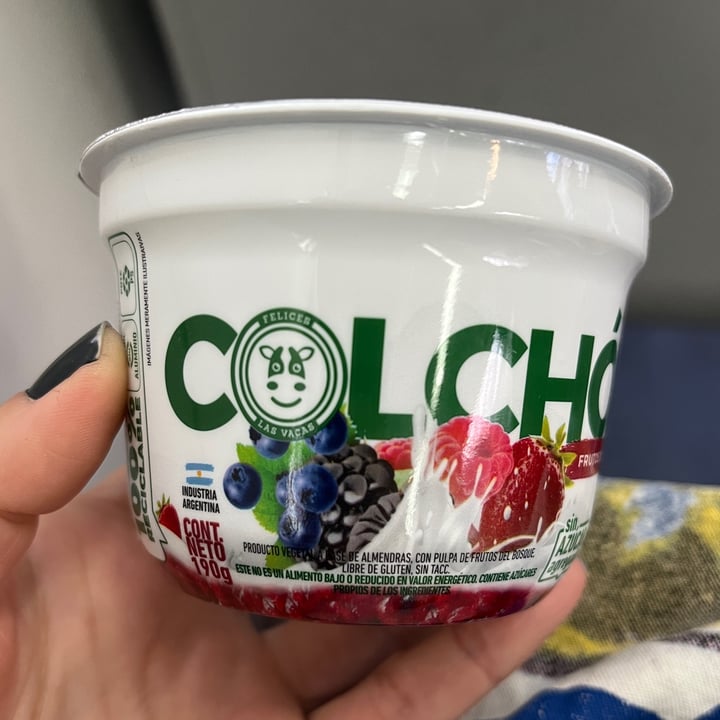 IMÁGENES MERAMENTE ILUSTRATIVAS
ALUMINIO
100%
RECICLABLE
FELICES
LAS VACAS
COLCHÓ
INDUSTRIA
ARGENTINA
CONT.
NETO
190g
PRODUCTO VEGETAL A BASE DE ALMENDRAS, CON PULPA DE FRUTOS DEL BOSQUE.
LIBRE DE GLUTEN, SIN TACC.
ESTE NO ES UN ALIMENTO BAJO O REDUCIDO EN VALOR ENERGÉTICO. CONTIENE AZÚCARES
PROPIOS DE LOS INGREDIENTES
sin